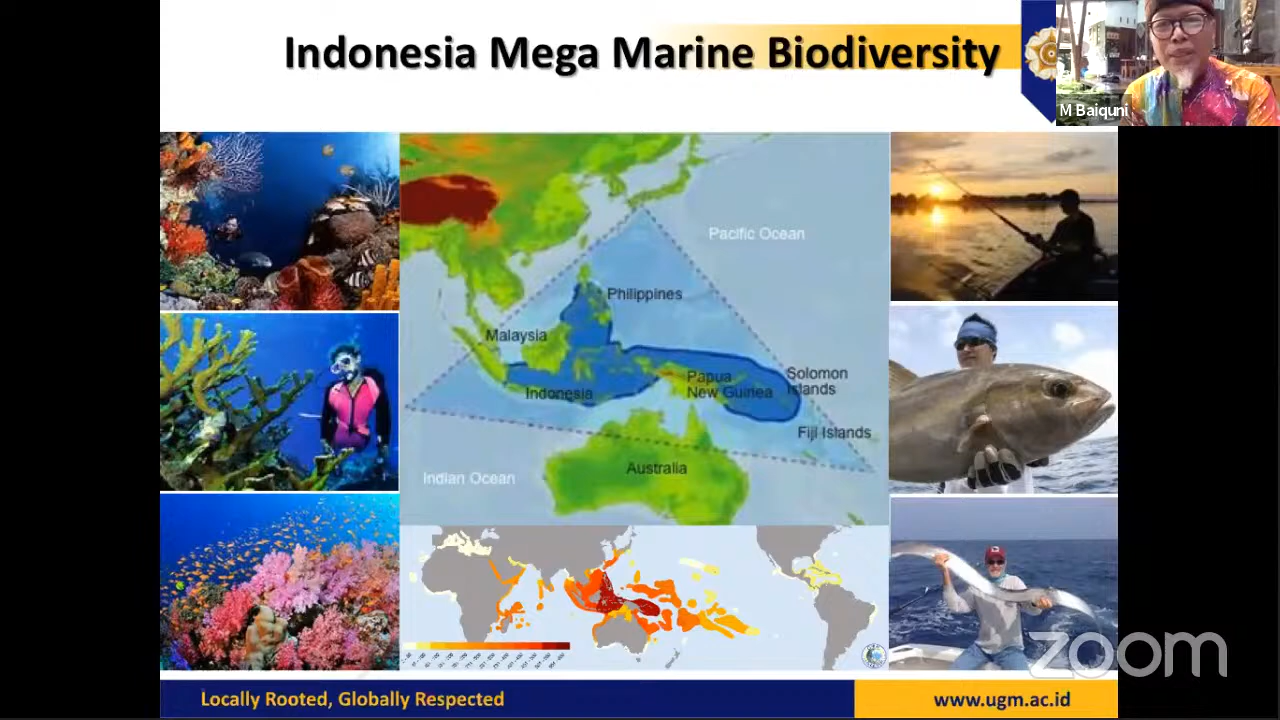 Indonesia Mega Marine Biodiversity
M Baiquni
Pacific Ocean
Philippines
Malaysia
Papua
New Guinea
Solomon
Islands
Indonesia
Fiji Islands
Australia
Indian Ocean
zoom
Locally Rooted, Globally Respected
www.ugm.ac.id